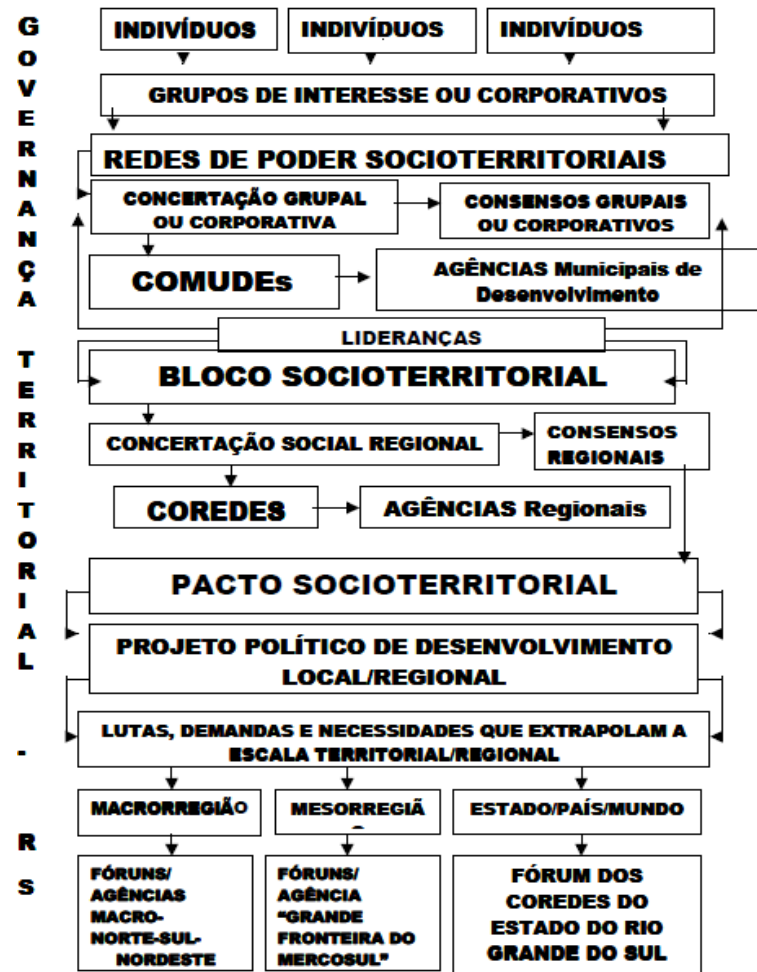 GOVERNANÇA TERRITORIAL - RS
INDIVÍDUOS INDIVÍDUOS INDIVÍDUOS
GRUPOS DE INTERESSE OU CORPORATIVOS
REDES DE PODER SOCIOTERRITORIAIS
CONCERTAÇÃO GRUPAL
OU CORPORATIVA
CONSENSOS GRUPAIS
OU CORPORATIVOS
COMUDEs
AGÊNCIAS Municipais de
Desenvolvimento
LIDERANÇAS
BLOCO SOCIOTERRITORIAL
CONCERTAÇÃO SOCIAL REGIONAL
CONSENSOS
REGIONAIS
COREDES
AGÊNCIAS Regionais
PACTO SOCIOTERRITORIAL
PROJETO POLÍTICO DE DESENVOLVIMENTO
LOCAL/REGIONAL
LUTAS, DEMANDAS E NECESSIDADES QUE EXTRAPOLAM A
ESCALA TERRITORIAL/REGIONAL
MACRORREGIÃO
MESORREGIÃ
ESTADO/PAÍS/MUNDO
FÓRUNS/
AGÊNCIAS
MACRO-
NORTE-SUL-
NORDESTE
FÓRUNS/
AGÊNCIA
"GRANDE
FRONTEIRA DO
MERCOSUL"
FÓRUM DOS
COREDES DO
ESTADO DO RIO
GRANDE DO SUL